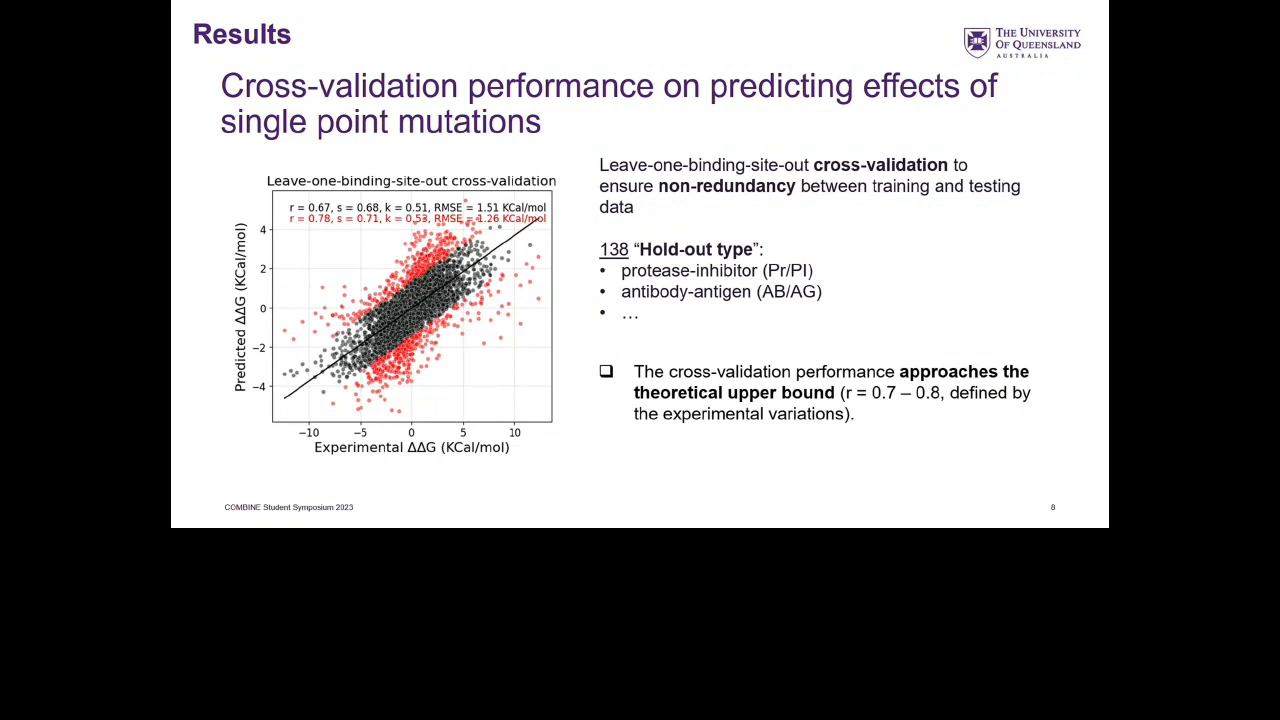 Results
THE UNIVERSITY
OF QUEENSLAND
AUSTRALIA
Cross-validation performance on predicting effects of
single point mutations
Leave-one-binding-site-out cross-validation
r = 0.67, s = 0.68, k = 0.51, RMSE = 1.51 KCal/mol
r = 0.78, s = 0.71, k = 0.53, RMSE = 1.26 KCal/mol
4
2
0
−2
−4
Predicted ΔΔG (KCal/mol)
−10 −5 0 5 10
Experimental ΔΔG (KCal/mol)
Leave-one-binding-site-out cross-validation to
ensure non-redundancy between training and testing
data
138 “Hold-out type”:
• protease-inhibitor (Pr/PI)
• antibody-antigen (AB/AG)
• …
❑ The cross-validation performance approaches the
theoretical upper bound (r = 0.7 – 0.8, defined by
the experimental variations).
COMBINE Student Symposium 2023
8